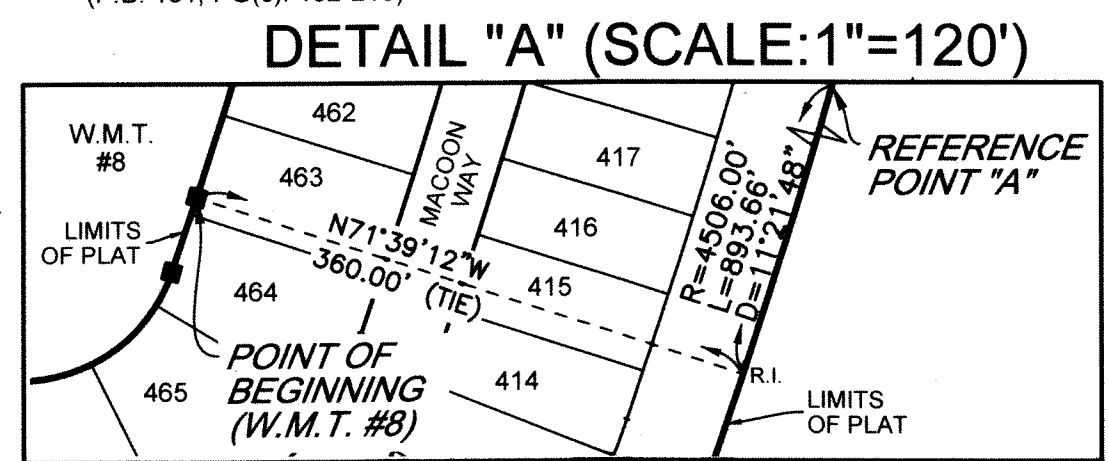 DETAIL "A" (SCALE:1"=120')
W.M.T.
#8
462
463
MACOON
WAY
417
416
R=4506.00'
L=893.66'
D=11°21'48"
REFERENCE
POINT "A"
LIMITS
OF PLAT
N71°39'12"W
360.00'
(TIE)
415
464
465
POINT OF
BEGINNING
(W.M.T. #8)
414
R.I.
LIMITS
OF PLAT